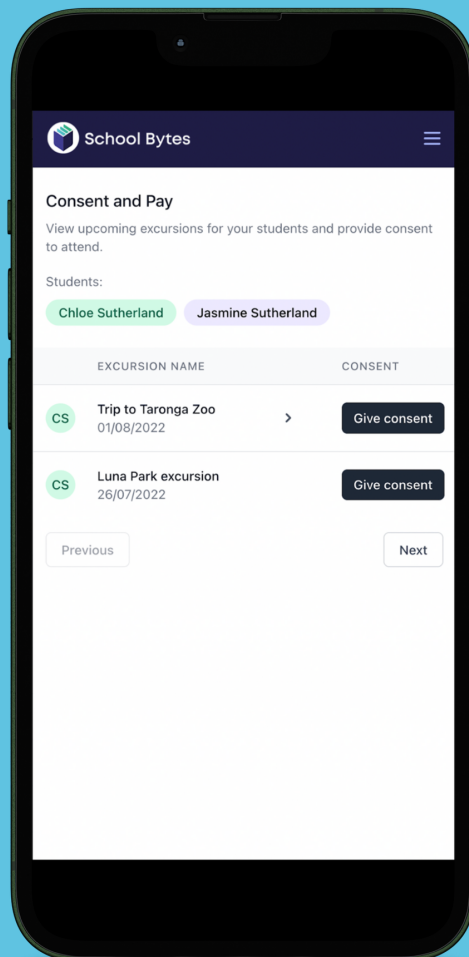 School Bytes
Consent and Pay
View upcoming excursions for your students and provide consent
to attend.
Students:
Chloe Sutherland Jasmine Sutherland
EXCURSION NAME CONSENT
CS Trip to Taronga Zoo Give consent
01/08/2022
CS Luna Park excursion Give consent
26/07/2022
Previous Next